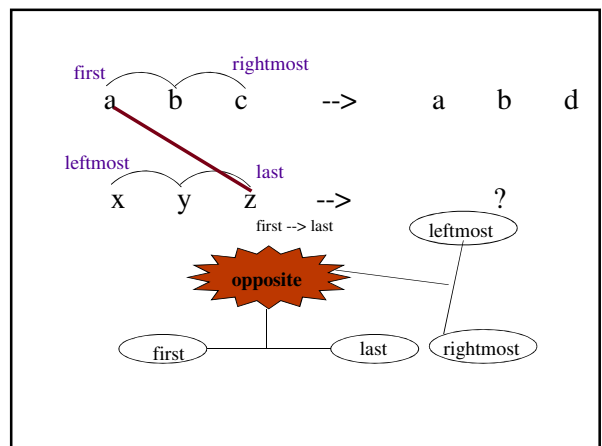 first rightmost
a b c --> a b d
leftmost last
x y z --> ?
first --> last
leftmost
opposite
first last rightmost